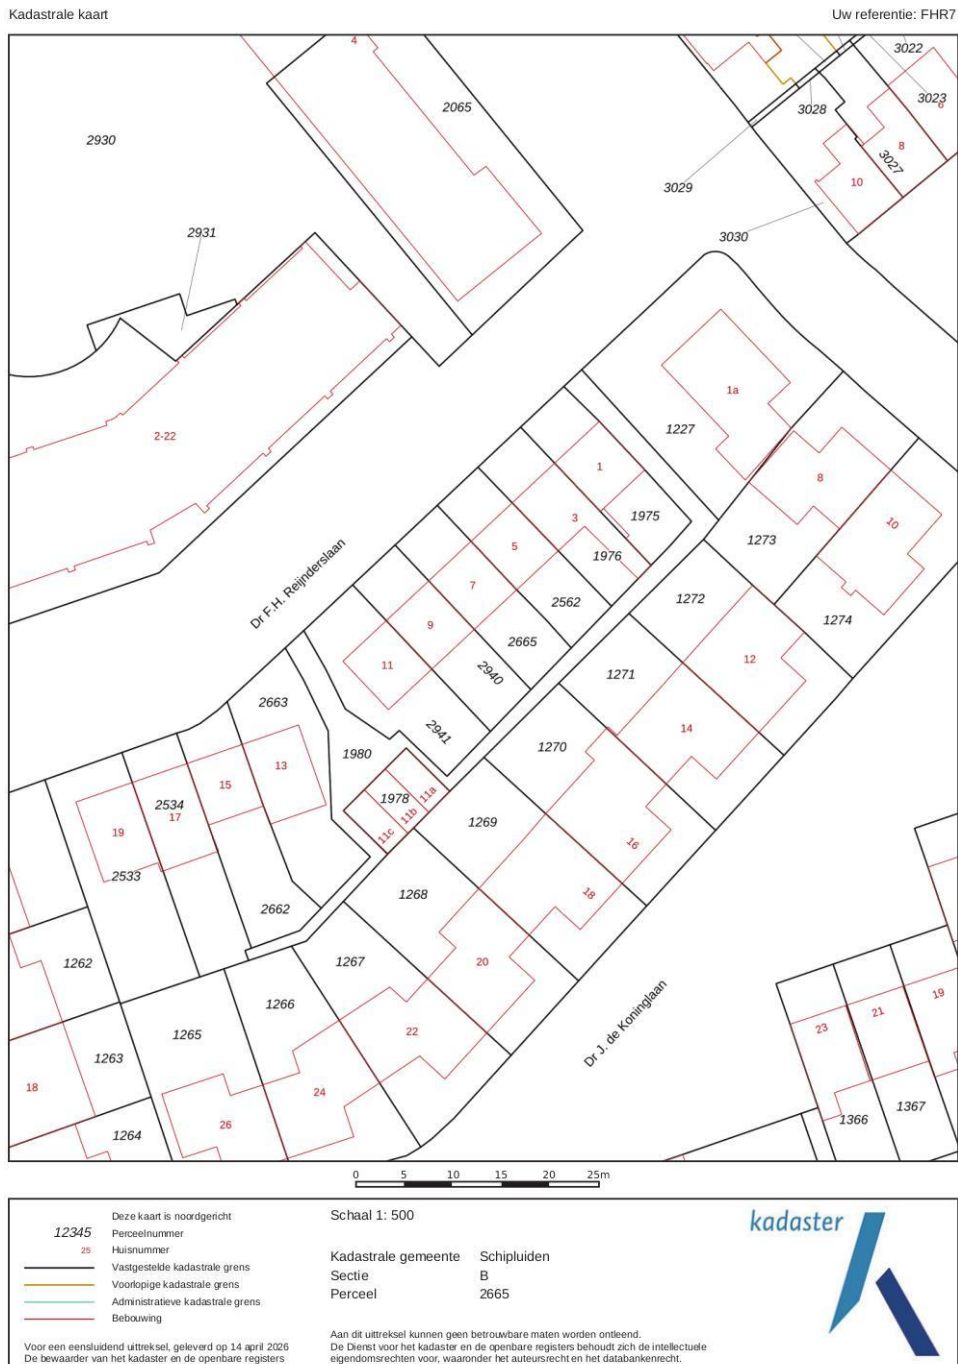 Kadastrale kaart Uw referentie: FHR7
4
3022
2065
3023
6
3028
2930
8
3027
10
3029
2931
3030
1a
1227
2-22
1
8
3
1975
10
5
1976
1273
Dr F.H. Reijnderslaan
7
2562
1272
9
2665
1274
11
2940
12
1271
2663
2941
14
1980
1270
13
15
1978
11a
2534
17
11b
11c
19
1269
16
2533
18
1268
2662
1262
1267
20
19
1266
21
1265
22
23
Dr J. de Koninglaan
1263
18
24
26
1367
1366
1264
0 5 10 15 20 25m
Deze kaart is noordgericht
12345 Perceelnummer
25 Huisnummer
Vastgestelde kadastrale grens
Voorlopige kadastrale grens
Administratieve kadastrale grens
Bebouwing
Voor een eensluidend uittreksel, geleverd op 14 april 2026
De bewaarder van het kadaster en de openbare registers
Schaal 1: 500
Kadastrale gemeente Schipluiden
Sectie B
Perceel 2665
Aan dit uittreksel kunnen geen betrouwbare maten worden ontleend.
De Dienst voor het kadaster en de openbare registers behoudt zich de intellectuele
eigendomsrechten voor, waaronder het auteursrecht en het databankenrecht.
kadaster